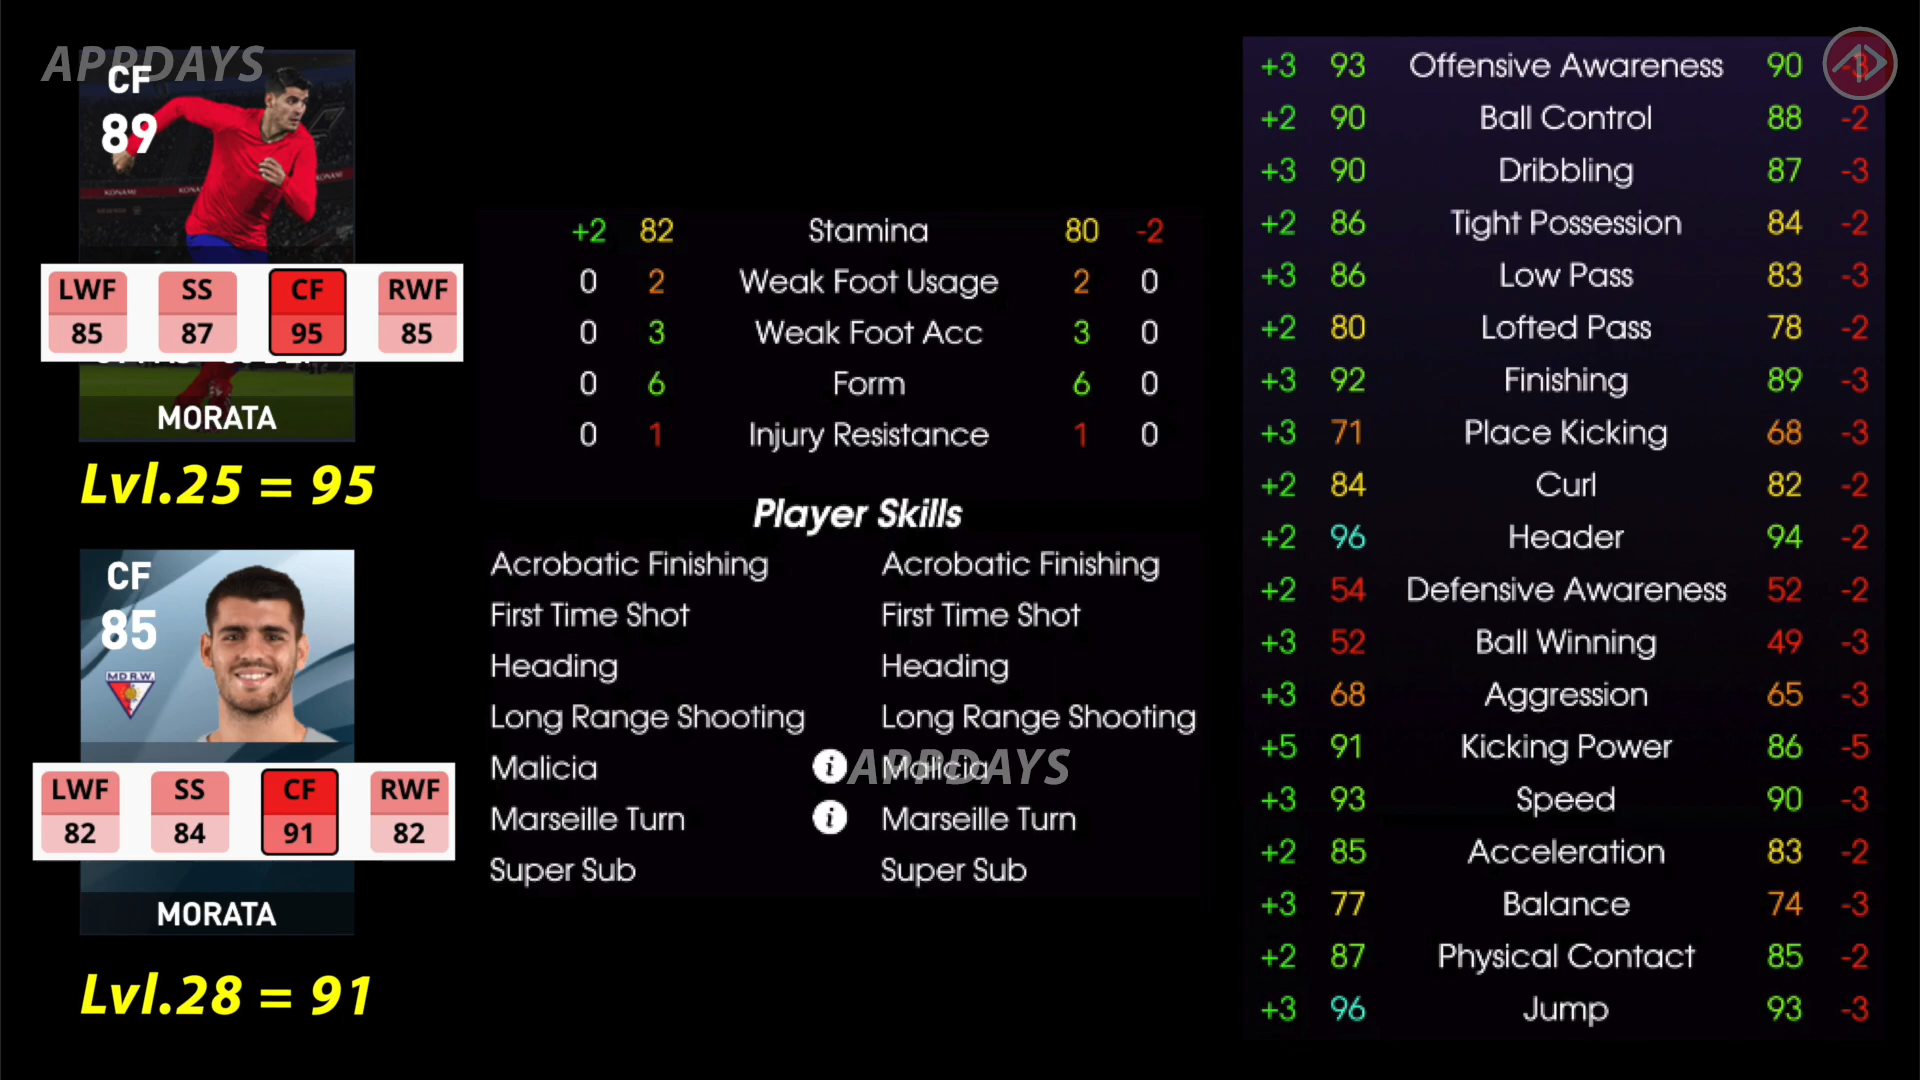 APPDAYS
CF
89
KONAMI
LWF SS CF RWF
85 87 95 85
MORATA
Lvl.25 = 95
CF
85
MD R.W.
LWF SS CF RWF
82 84 91 82
MORATA
Lvl.28 = 91
+2 82 Stamina 80 -2
0 2 Weak Foot Usage 2 0
0 3 Weak Foot Acc 3 0
0 6 Form 6 0
0 1 Injury Resistance 1 0
Player Skills
Acrobatic Finishing Acrobatic Finishing
First Time Shot First Time Shot
Heading Heading
Long Range Shooting Long Range Shooting
Malicia i Malicia
APPDAYS
Marseille Turn i Marseille Turn
Super Sub Super Sub
+3 93 Offensive Awareness 90 -3
+2 90 Ball Control 88 -2
+3 90 Dribbling 87 -3
+2 86 Tight Possession 84 -2
+3 86 Low Pass 83 -3
+2 80 Lofted Pass 78 -2
+3 92 Finishing 89 -3
+3 71 Place Kicking 68 -3
+2 84 Curl 82 -2
+2 96 Header 94 -2
+2 54 Defensive Awareness 52 -2
+3 52 Ball Winning 49 -3
+3 68 Aggression 65 -3
+5 91 Kicking Power 86 -5
+3 93 Speed 90 -3
+2 85 Acceleration 83 -2
+3 77 Balance 74 -3
+2 87 Physical Contact 85 -2
+3 96 Jump 93 -3